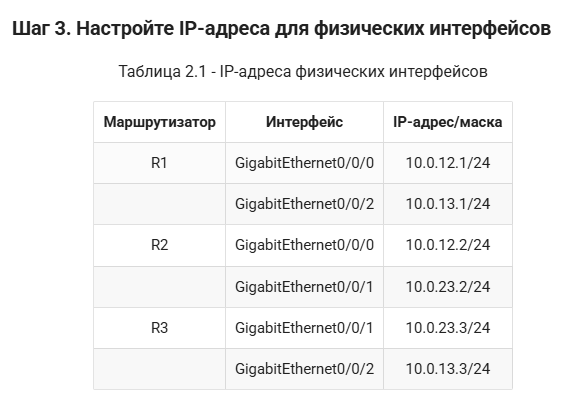 Шаг 3. Настройте IP-адреса для физических интерфейсов
Таблица 2.1 - IP-адреса физических интерфейсов
Маршрутизатор Интерфейс IP-адрес/маска
R1 GigabitEthernet0/0/0 10.0.12.1/24
GigabitEthernet0/0/2 10.0.13.1/24
R2 GigabitEthernet0/0/0 10.0.12.2/24
GigabitEthernet0/0/1 10.0.23.2/24
R3 GigabitEthernet0/0/1 10.0.23.3/24
GigabitEthernet0/0/2 10.0.13.3/24